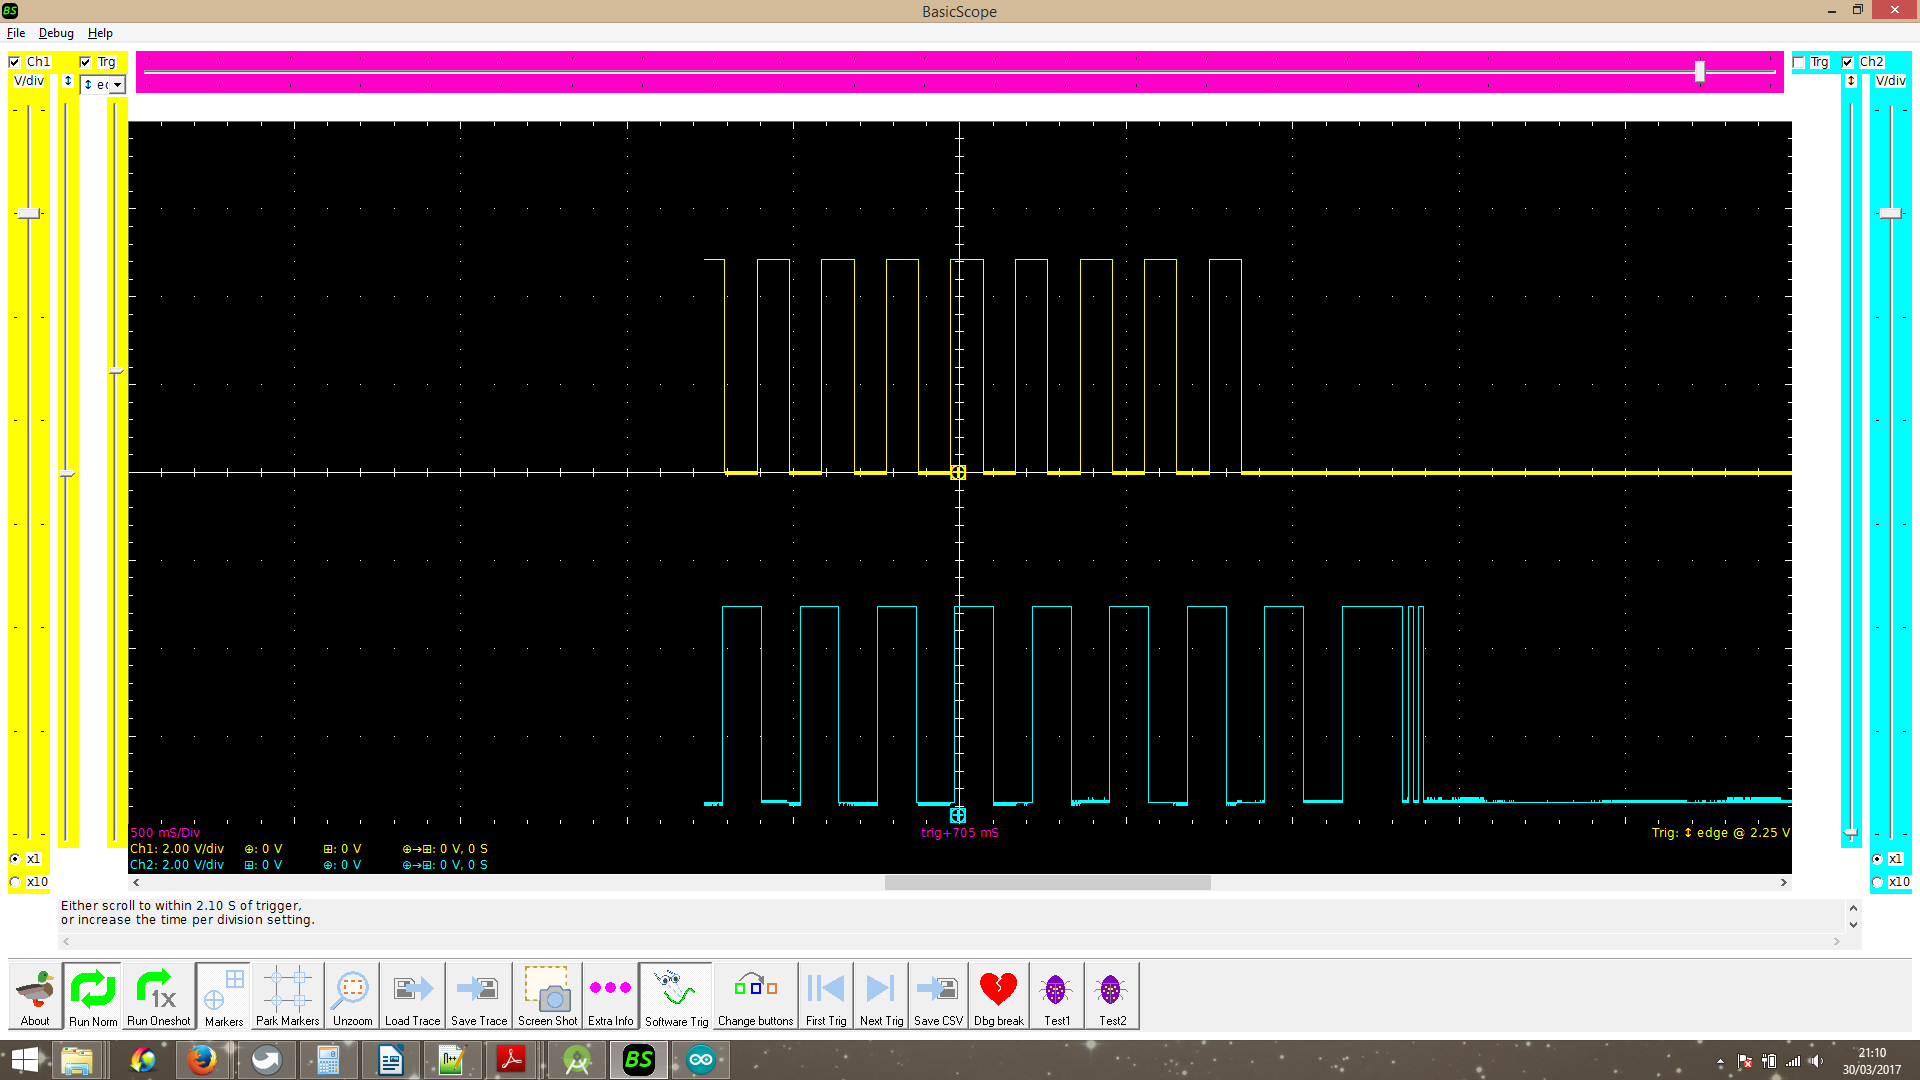 BS BasicScope
File Debug Help
Ch1 Trg
Trg Ch2
V/div
V/div
500 mS/Div
trig+705 mS
Trig: ↕ edge @ 2.25 V
Ch1: 2.00 V/div ⊕: 0 V ⊞: 0 V ⊕→⊞: 0 V, 0 S
Ch2: 2.00 V/div ⊞: 0 V ⊕: 0 V ⊕→⊞: 0 V, 0 S
x1
x10
x1
x10
Either scroll to within 2.10 S of trigger,
or increase the time per division setting.
1x
About Run Norm Run Oneshot Markers Park Markers Unzoom Load Trace Save Trace Screen Shot Extra Info Software Trig Change buttons First Trig Next Trig Save CSV Dbg break Test1 Test2
BS
21:10
30/03/2017